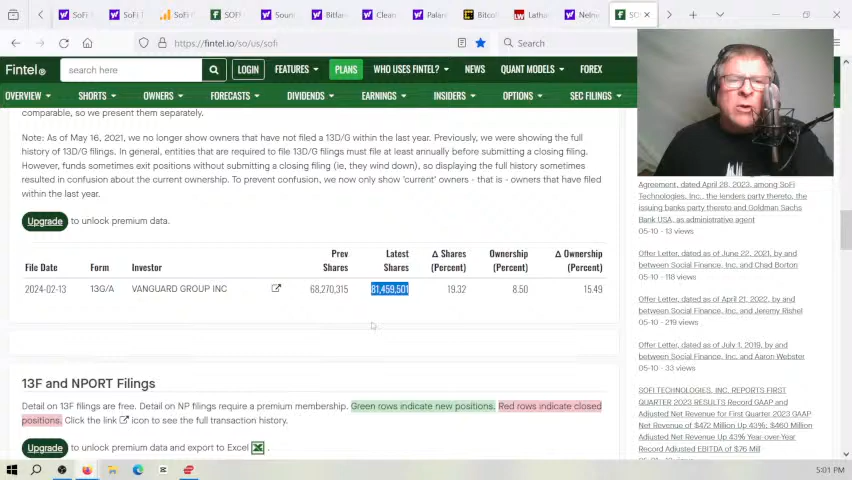 SoFi
SoFi T
SoFi
SOFI
Sound
Bitfan
Clean
Palan
Bitco
Latha
Nelne
SO
https://fintel.io/so/us/sofi
Search
Fintel
search here
LOGIN
FEATURES
PLANS
WHO USES FINTEL?
NEWS
QUANT MODELS
FOREX
OVERVIEW
SHORTS
OWNERS
FORECASTS
DIVIDENDS
EARNINGS
INSIDERS
OPTIONS
SEC FILINGS
comparable, so we present them separately.
Note: As of May 16, 2021, we no longer show owners that have not filed a 13D/G within the last year. Previously, we were showing the full
history of 13D/G filings. In general, entities that are required to file 13D/G filings must file at least annually before submitting a closing filing.
However, funds sometimes exit positions without submitting a closing filing (ie, they wind down), so displaying the full history sometimes
resulted in confusion about the current ownership. To prevent confusion, we now only show 'current' owners - that is - owners that have filed
within the last year.
Upgrade to unlock premium data.
Prev Latest Δ Shares Ownership Δ Ownership
File Date Form Investor Shares Shares (Percent) (Percent) (Percent)
2024-02-13 13G/A VANGUARD GROUP INC 68,270,315 81,459,501 19.32 8.50 15.49
13F and NPORT Filings
Detail on 13F filings are free. Detail on NP filings require a premium membership. Green rows indicate new positions. Red rows indicate closed
positions. Click the link icon to see the full transaction history.
Upgrade to unlock premium data and export to Excel .
Agreement, dated April 28, 2023, among SoFi
Technologies, Inc., the lenders party thereto, the
issuing banks party thereto and Goldman Sachs
Bank USA, as administrative agent
05-10 - 13 views
Offer Letter, dated as of June 22, 2021, by and
between Social Finance, Inc. and Chad Borton
05-10 - 118 views
Offer Letter, dated as of April 21, 2022, by and
between Social Finance, Inc. and Jeremy Rishel
05-10 - 219 views
Offer Letter, dated as of July 1, 2019, by and
between Social Finance, Inc. and Aaron Webster
05-10 - 33 views
SOFI TECHNOLOGIES, INC. REPORTS FIRST
QUARTER 2023 RESULTS Record GAAP and
Adjusted Net Revenue for First Quarter 2023 GAAP
Net Revenue of $472 Million Up 43%; $460 Million
Adjusted Net Revenue Up 43% Year-over-Year
Record Adjusted EBITDA of $76 Mill
5:01 PM